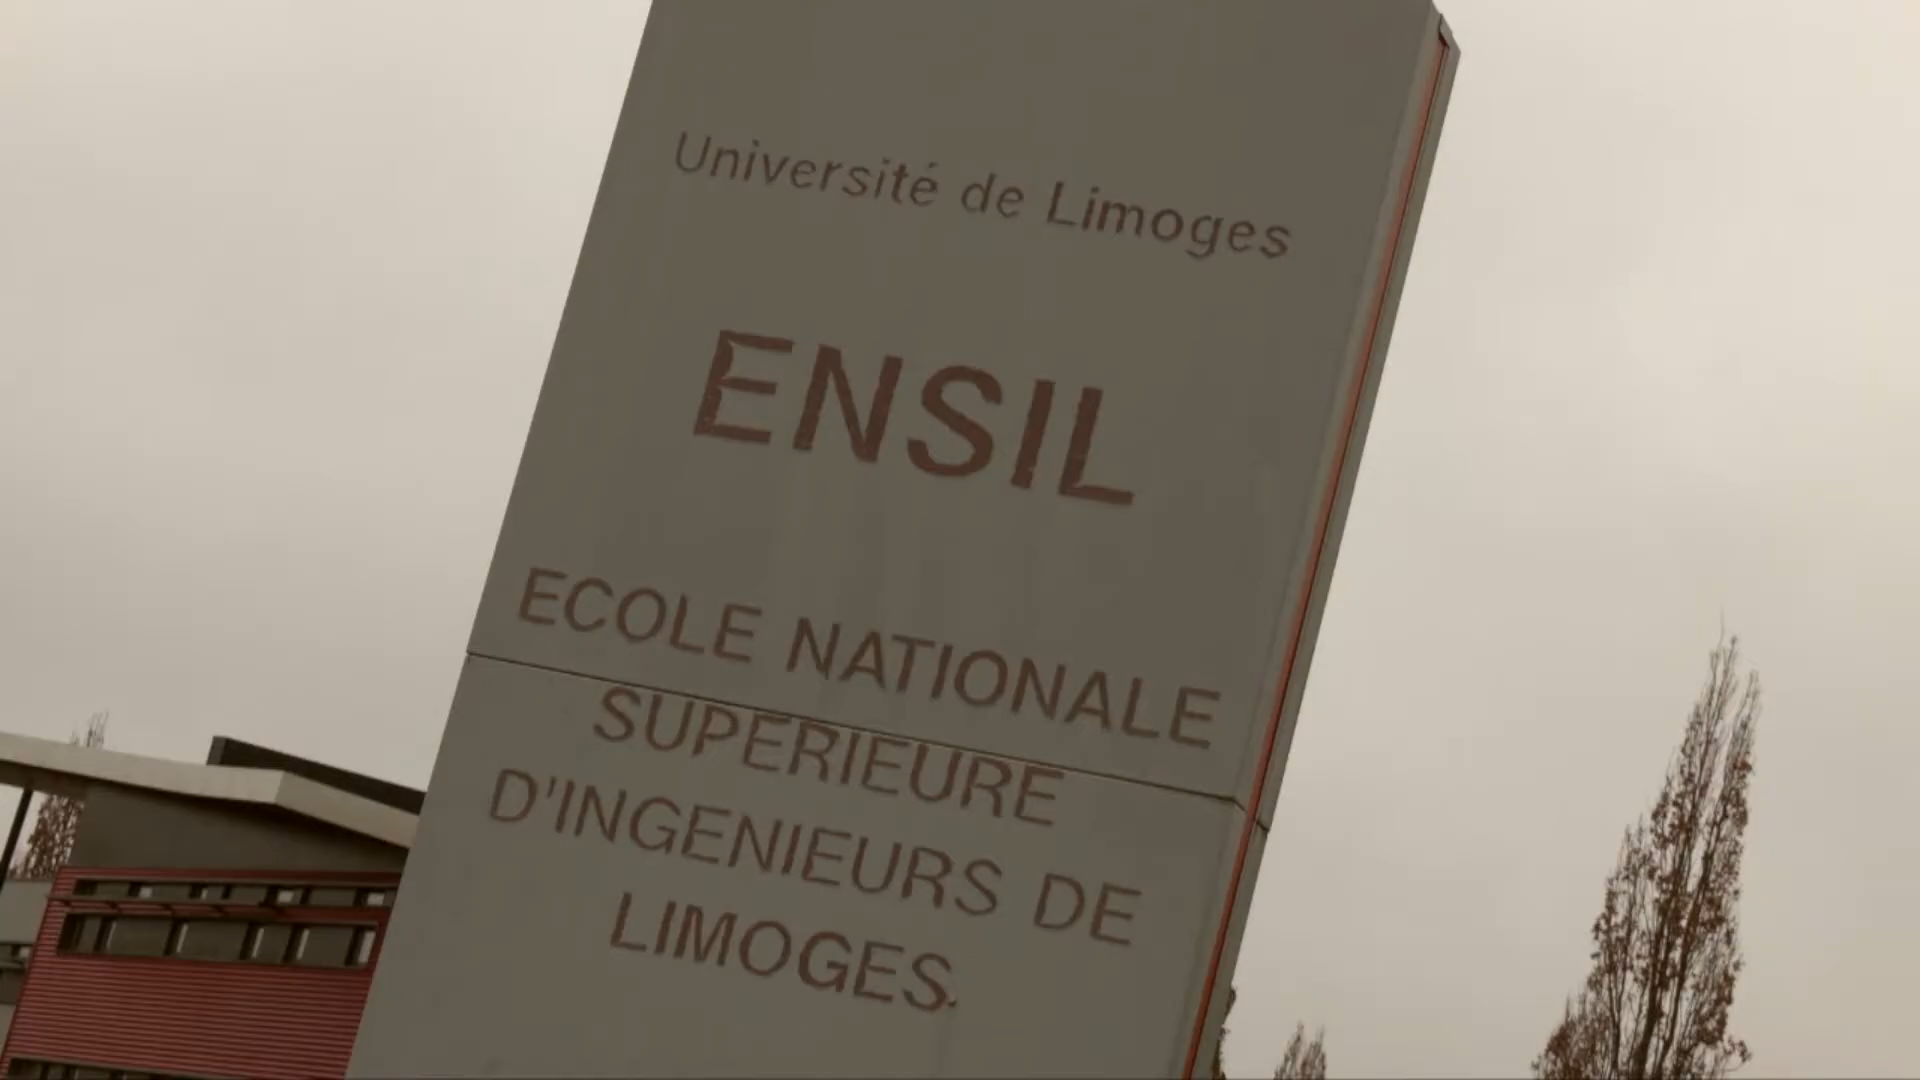 Université de Limoges
ENSIL
ECOLE NATIONALE
SUPERIEURE
D'INGENIEURS DE
LIMOGES.